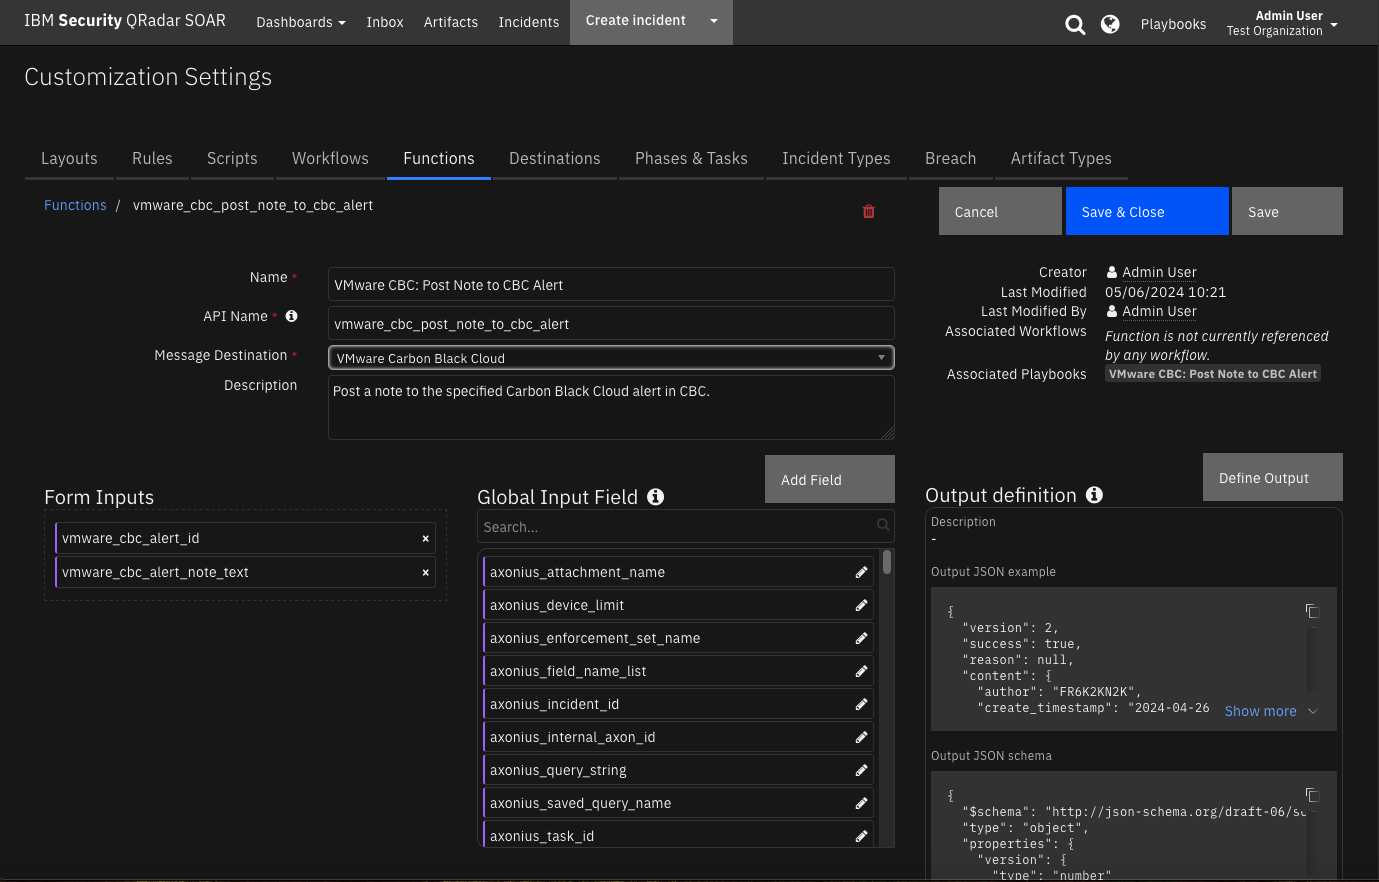 IBM Security QRadar SOAR
Dashboards
Inbox
Artifacts
Incidents
Create incident
Playbooks
Admin User
Test Organization
Customization Settings
Layouts
Rules
Scripts
Workflows
Functions
Destinations
Phases & Tasks
Incident Types
Breach
Artifact Types
Functions / vmware_cbc_post_note_to_cbc_alert
Cancel
Save & Close
Save
Name *
VMware CBC: Post Note to CBC Alert
API Name *
vmware_cbc_post_note_to_cbc_alert
Message Destination *
VMware Carbon Black Cloud
Description
Post a note to the specified Carbon Black Cloud alert in CBC.
Creator
Admin User
Last Modified
05/06/2024 10:21
Last Modified By
Admin User
Associated Workflows
Function is not currently referenced
by any workflow.
Associated Playbooks
VMware CBC: Post Note to CBC Alert
Form Inputs
vmware_cbc_alert_id ×
vmware_cbc_alert_note_text ×
Global Input Field
Add Field
Search...
axonius_attachment_name
axonius_device_limit
axonius_enforcement_set_name
axonius_field_name_list
axonius_incident_id
axonius_internal_axon_id
axonius_query_string
axonius_saved_query_name
axonius_task_id
Output definition
Define Output
Description
-
Output JSON example
{
"version": 2,
"success": true,
"reason": null,
"content": {
"author": "FR6K2KN2K",
"create_timestamp": "2024-04-26
Show more
Output JSON schema
{
"$schema": "http://json-schema.org/draft-06/sc
"type": "object",
"properties": {
"version": {
"type": "number"